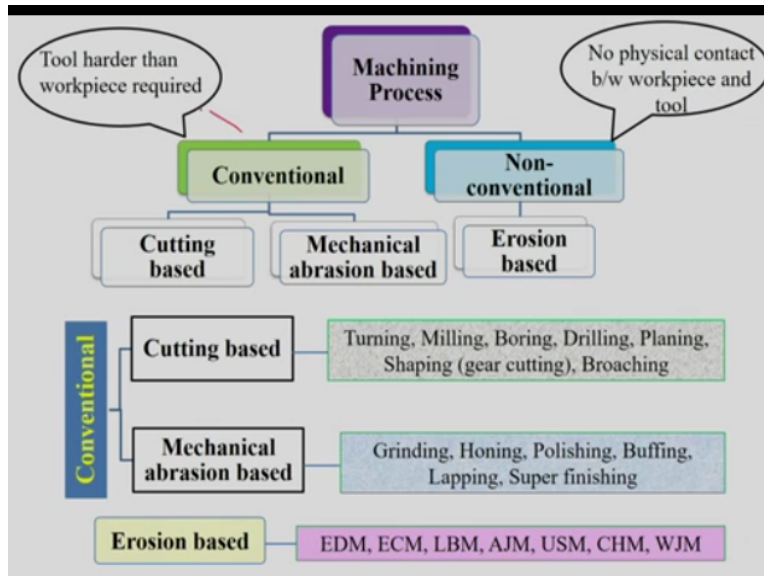 Tool harder than
workpiece required
Machining
Process
No physical contact
b/w workpiece and
tool
Conventional
Non-
conventional
Cutting
based
Mechanical
abrasion based
Erosion
based
Conventional
Cutting based
Turning, Milling, Boring, Drilling, Planing,
Shaping (gear cutting), Broaching
Mechanical
abrasion based
Grinding, Honing, Polishing, Buffing,
Lapping, Super finishing
Erosion based
EDM, ECM, LBM, AJM, USM, CHM, WJM